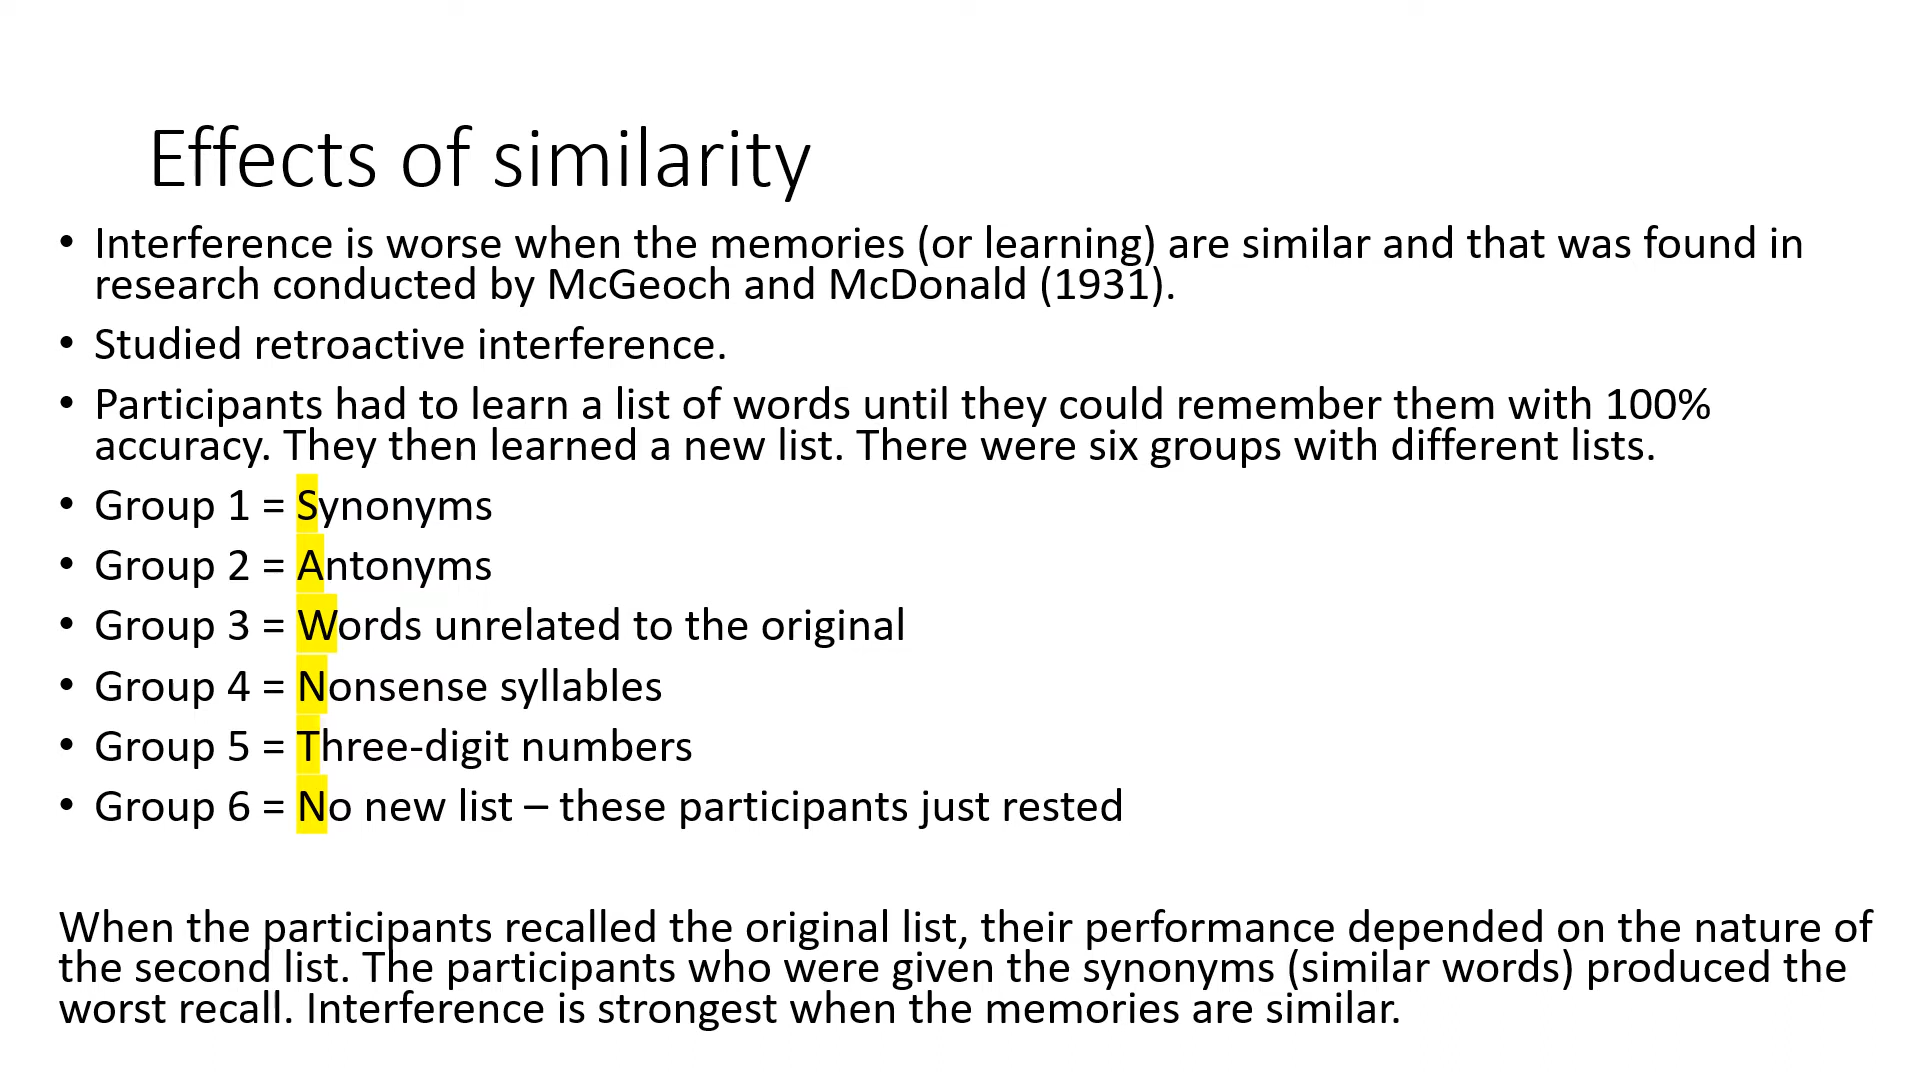 Effects of similarity
• Interference is worse when the memories (or learning) are similar and that was found in
research conducted by McGeoch and McDonald (1931).
• Studied retroactive interference.
• Participants had to learn a list of words until they could remember them with 100%
accuracy. They then learned a new list. There were six groups with different lists.
• Group 1 = Synonyms
• Group 2 = Antonyms
• Group 3 = Words unrelated to the original
• Group 4 = Nonsense syllables
• Group 5 = Three-digit numbers
• Group 6 = No new list – these participants just rested
When the participants recalled the original list, their performance depended on the nature of
the second list. The participants who were given the synonyms (similar words) produced the
worst recall. Interference is strongest when the memories are similar.